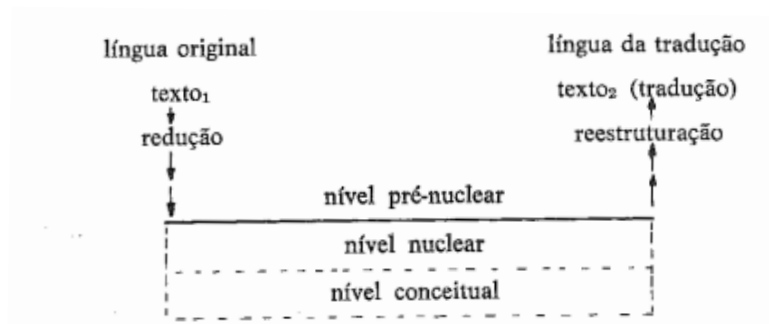 língua original
língua da tradução
texto₁
texto₂ (tradução)
redução
reestruturação
nível pré-nuclear
nível nuclear
nível conceitual